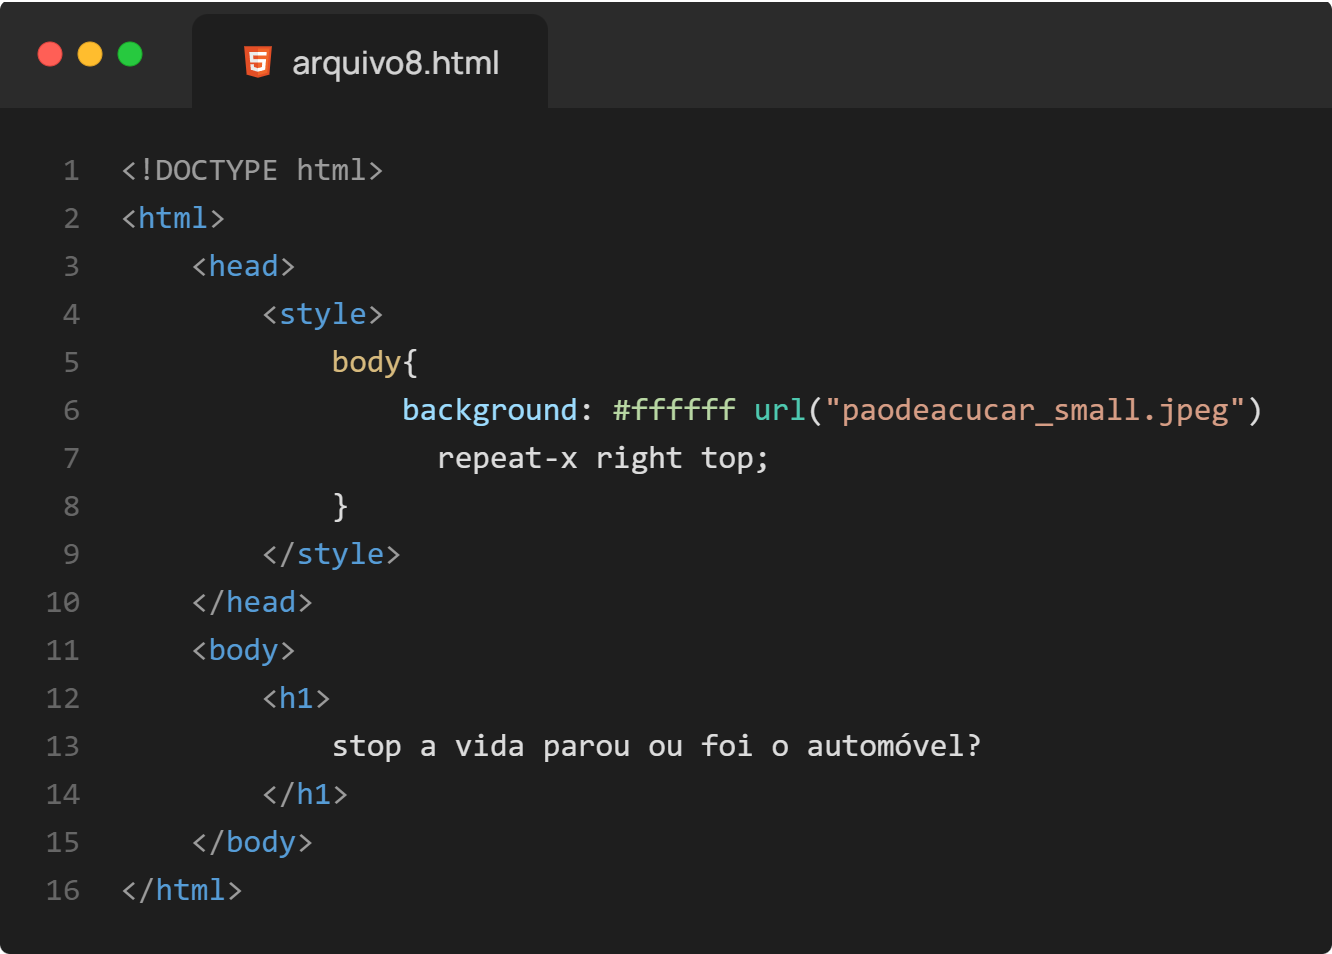 arquivo8.html
1 <!DOCTYPE html>
2 <html>
3     <head>
4         <style>
5             body{
6                 background: #ffffff url("paodeacucar_small.jpeg")
7                   repeat-x right top;
8             }
9         </style>
10     </head>
11     <body>
12         <h1>
13             stop a vida parou ou foi o automóvel?
14         </h1>
15     </body>
16 </html>